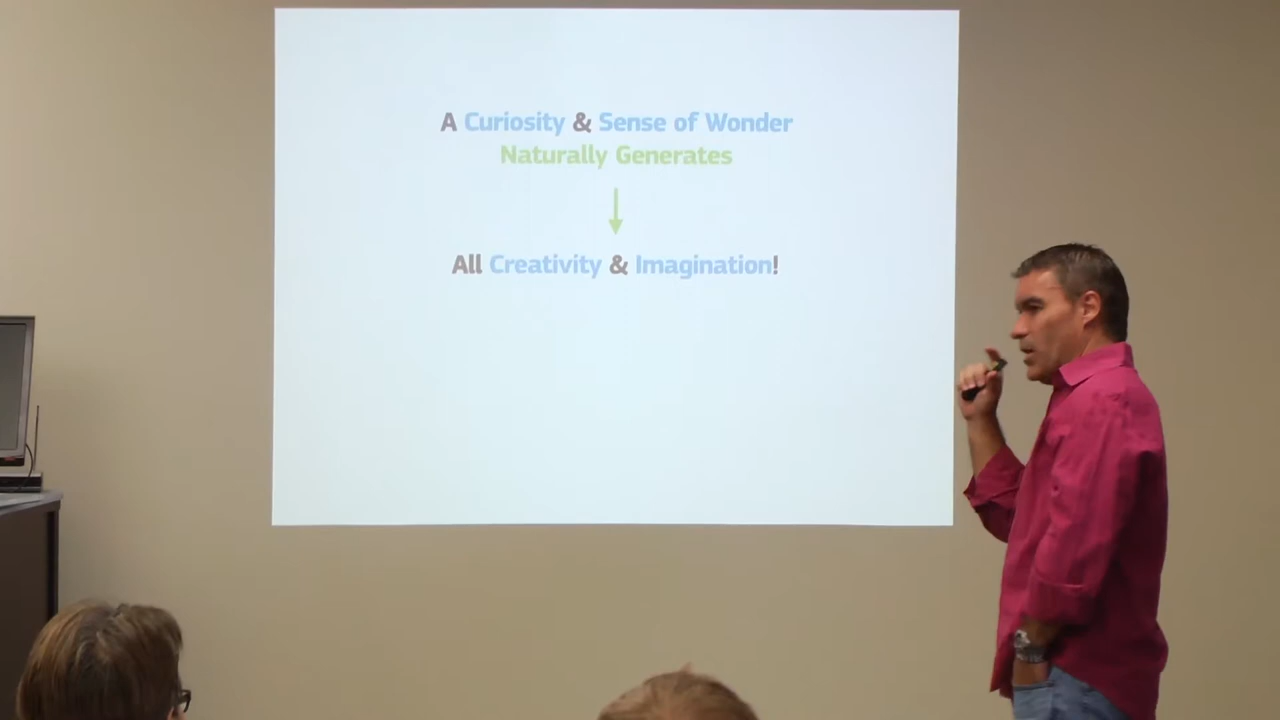 A Curiosity & Sense of Wonder
Naturally Generates
All Creativity & Imagination!